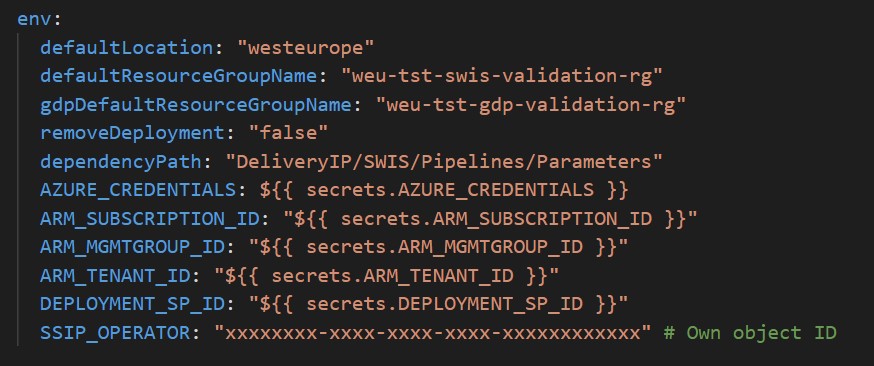 env:
defaultLocation: "westeurope"
defaultResourceGroupName: "weu-tst-swis-validation-rg"
gdpDefaultResourceGroupName: "weu-tst-gdp-validation-rg"
removeDeployment: "false"
dependencyPath: "DeliveryIP/SWIS/Pipelines/Parameters"
AZURE_CREDENTIALS: ${{ secrets.AZURE_CREDENTIALS }}
ARM_SUBSCRIPTION_ID: "${{ secrets.ARM_SUBSCRIPTION_ID }}"
ARM_MGMTGROUP_ID: "${{ secrets.ARM_MGMTGROUP_ID }}"
ARM_TENANT_ID: "${{ secrets.ARM_TENANT_ID }}"
DEPLOYMENT_SP_ID: "${{ secrets.DEPLOYMENT_SP_ID }}"
SSIP_OPERATOR: "xxxxxxxx-xxxx-xxxx-xxxx-xxxxxxxxxxxx" # Own object ID